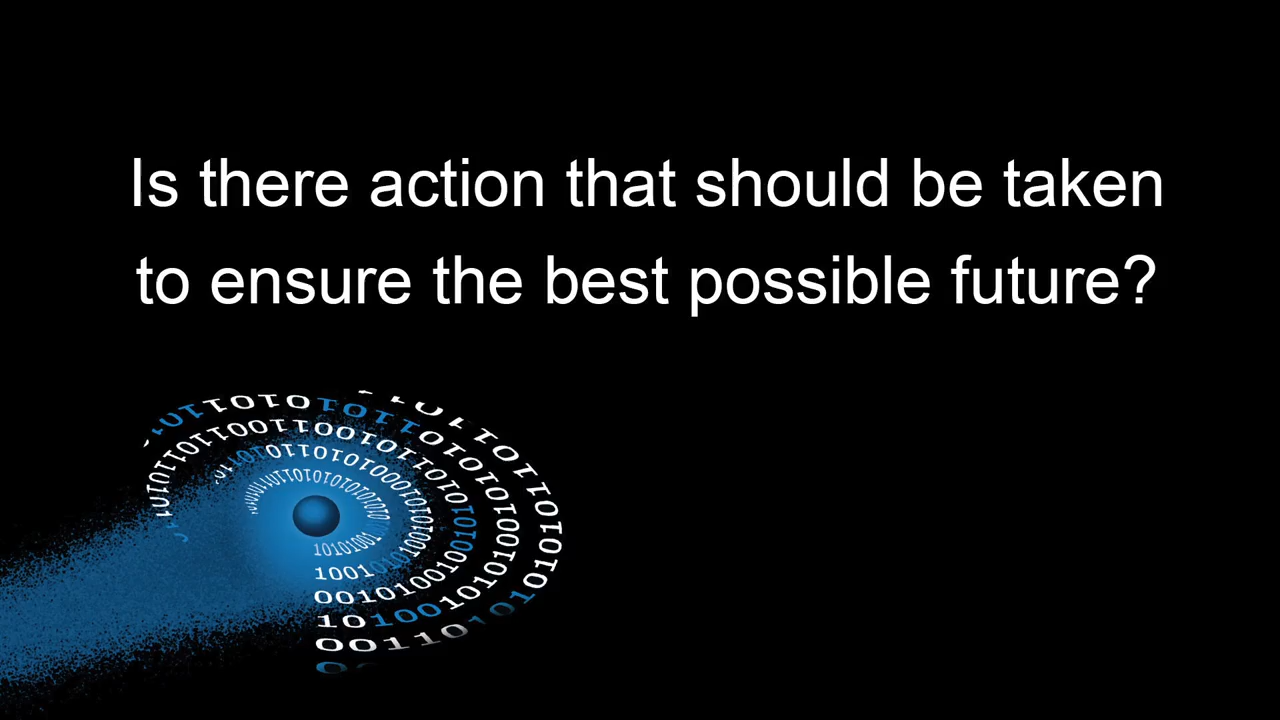 Is there action that should be taken
to ensure the best possible future?